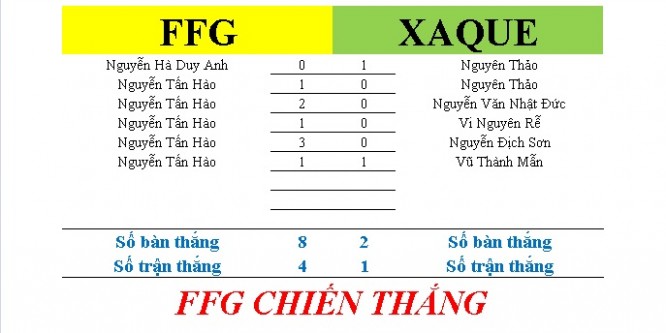 FFG XAQUE
Nguyễn Hà Duy Anh 0 1 Nguyên Thảo
Nguyễn Tấn Hào 1 0 Nguyên Thảo
Nguyễn Tấn Hào 2 0 Nguyễn Văn Nhật Đức
Nguyễn Tấn Hào 1 0 Vi Nguyên Rễ
Nguyễn Tấn Hào 3 0 Nguyễn Địch Sơn
Nguyễn Tấn Hào 1 1 Vũ Thành Mẫn
Số bàn thắng 8 2 Số bàn thắng
Số trận thắng 4 1 Số trận thắng
FFG CHIẾN THẮNG